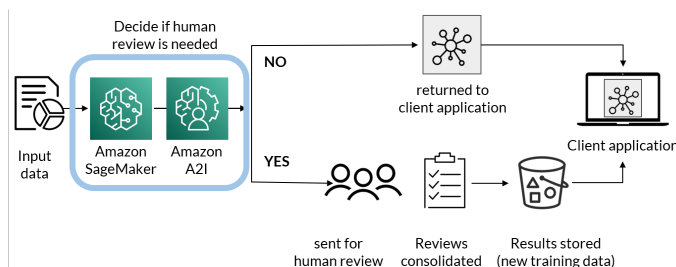 Decide if human
review is needed
NO
returned to
client application
Input
data
Amazon
SageMaker
Amazon
A2I
Client application
YES
sent for
human review
Reviews
consolidated
Results stored
(new training data)